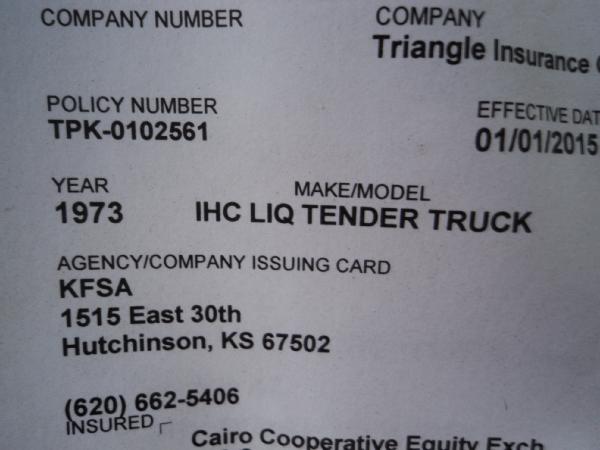 COMPANY NUMBER COMPANY
Triangle Insurance
POLICY NUMBER EFFECTIVE
TPK-0102561 01/01/2015
YEAR MAKE/MODEL
1973 IHC LIQ TENDER TRUCK
AGENCY/COMPANY ISSUING CARD
KFSA
1515 East 30th
Hutchinson, KS 67502
(620) 662-5406
INSURED
Cairo Cooperative Equity Exch